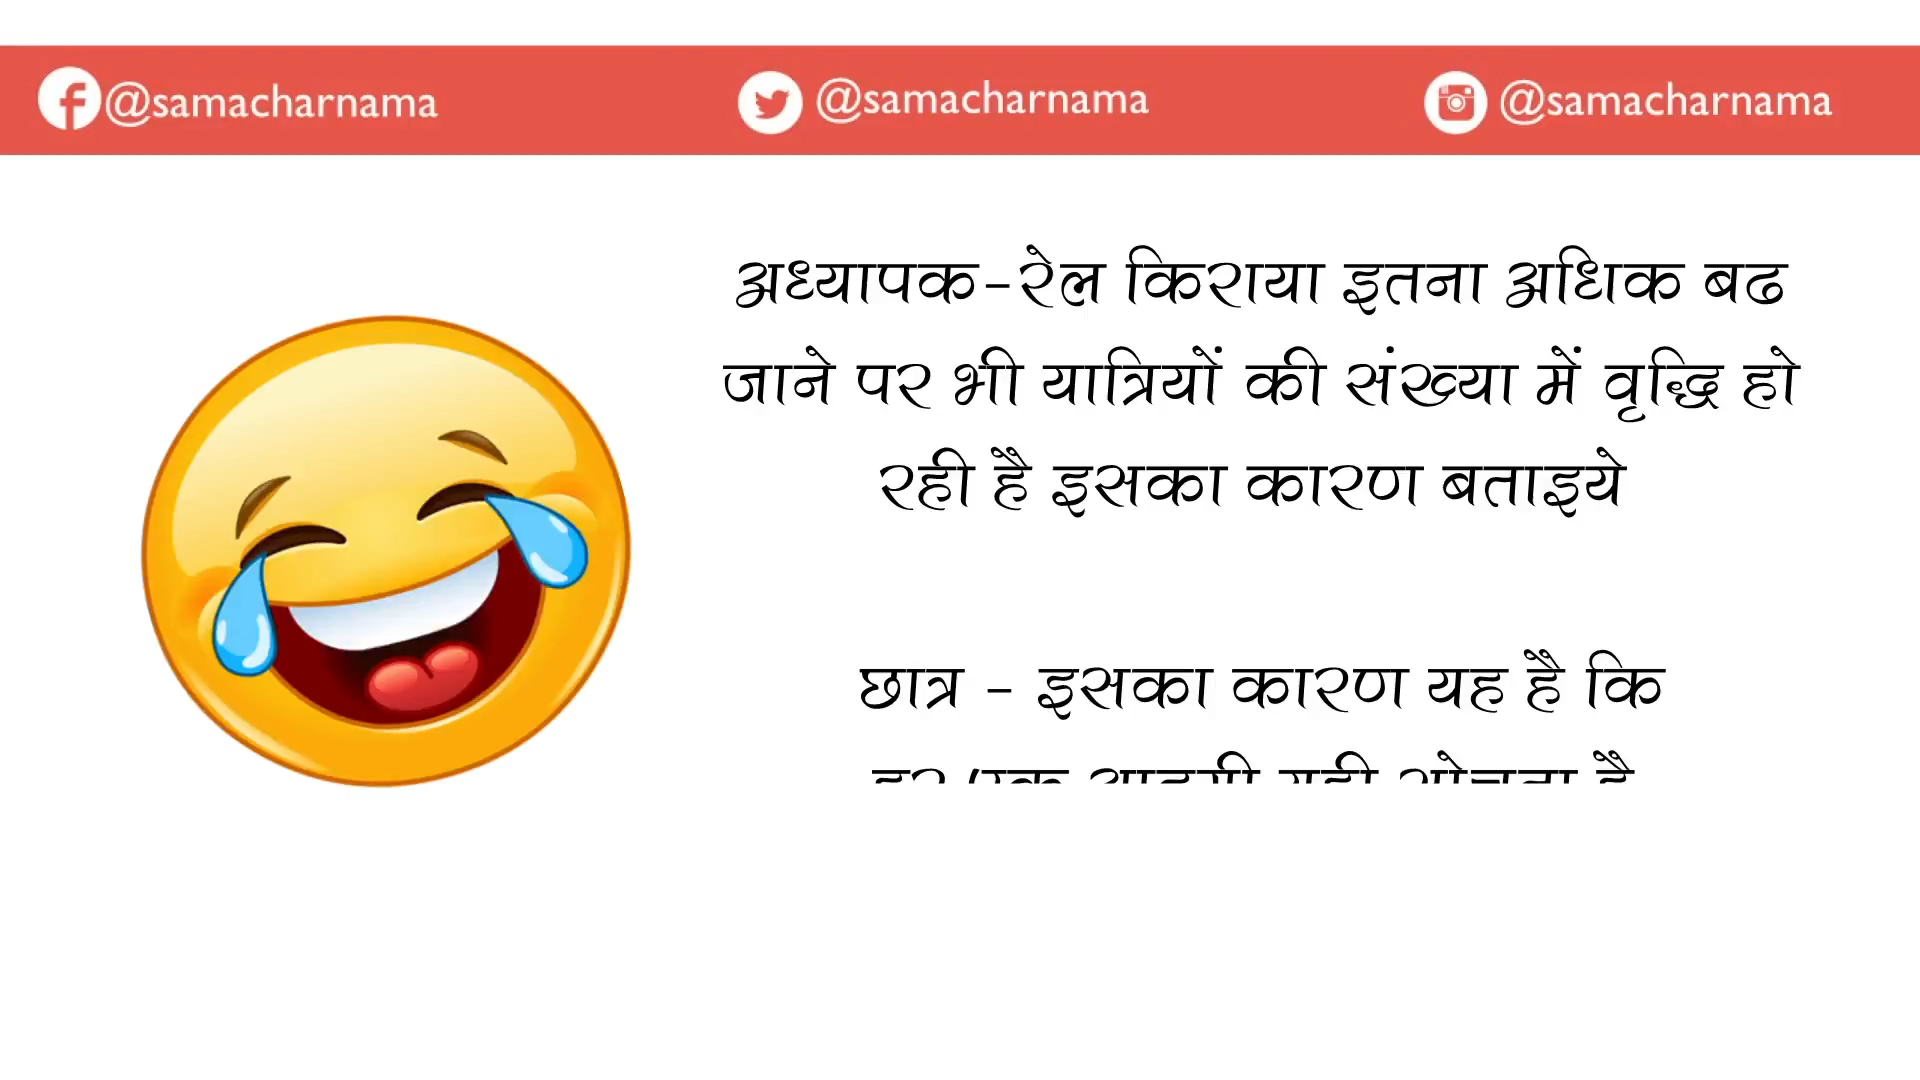 @samacharnama @samacharnama @samacharnama
अध्यापक-रेल किराया इतना अधिक बढ
जाने पर भी यात्रियों की संख्या में वृद्धि हो
रही है इसका कारण बताइये
छात्र - इसका कारण यह है कि